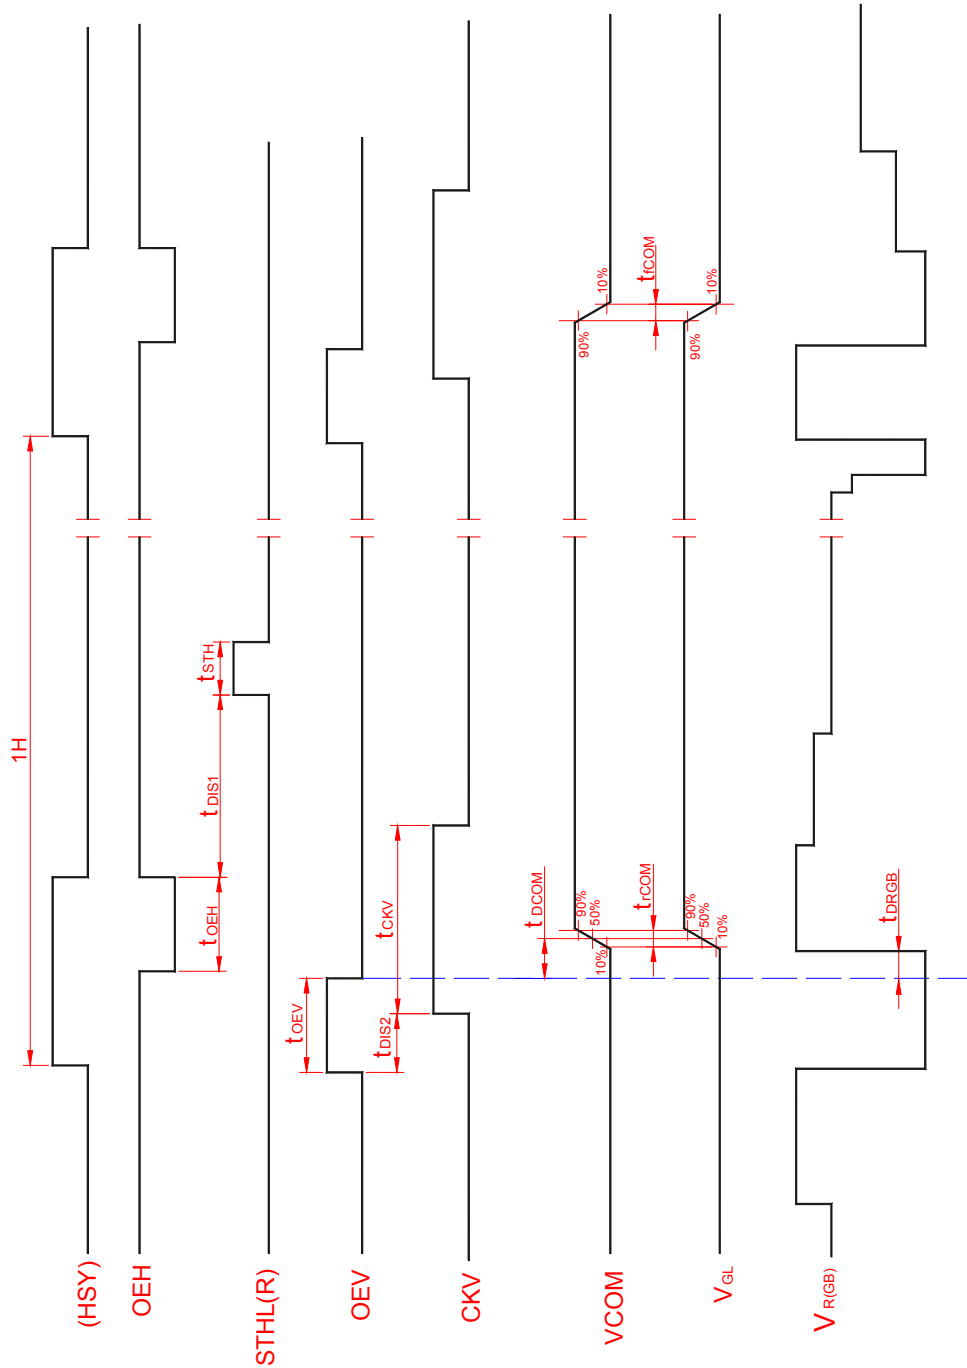 1H
(HSY)
tOEH
tDIS1
tSTH
OEH
STHL(R)
tOEV
OEV
tDIS2
tCKV
CKV
tDCOM
10%
50%
90%
90%
10%
VCOM
trCOM
tfCOM
10%
50%
90%
90%
10%
VGL
tDRGB
VR(GB)